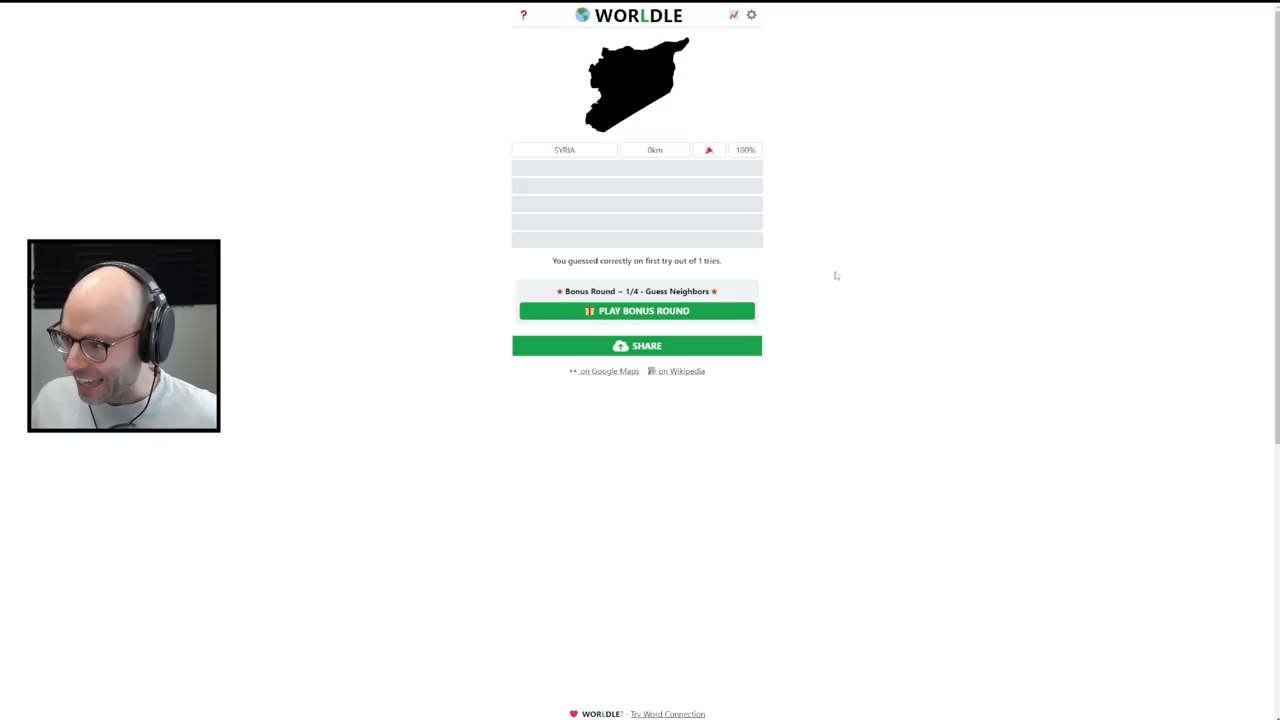 ? WORLDLE
SYRIA 0km 100%
You guessed correctly on first try out of 1 tries.
★ Bonus Round ~ 1/4 - Guess Neighbors ★
PLAY BONUS ROUND
SHARE
on Google Maps on Wikipedia
WORLDLE? - Try Word Connection